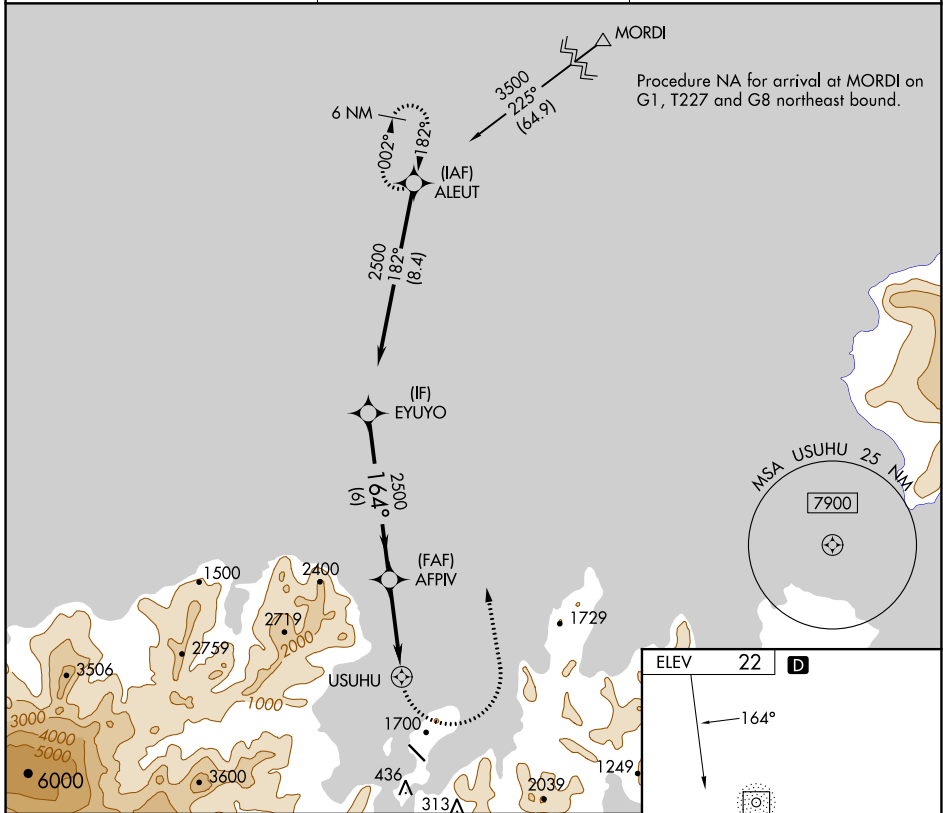 MORDI
Procedure NA for arrival at MORDI on
G1, T227 and G8 northeast bound.
3500
225°
(64.9)
6 NM
002°
182°
(IAF)
ALEUT
2500
182°
(8.4)
(IF)
EYUYO
2500
164°
(6)
MSA USUHU 25 NM
7900
(FAF)
AFPIV
1500
2400
2719
2000
2759
1729
3506
USUHU
1000
3000
4000
5000
6000
3600
1700
436
313
2039
1249
ELEV 22 D
164°